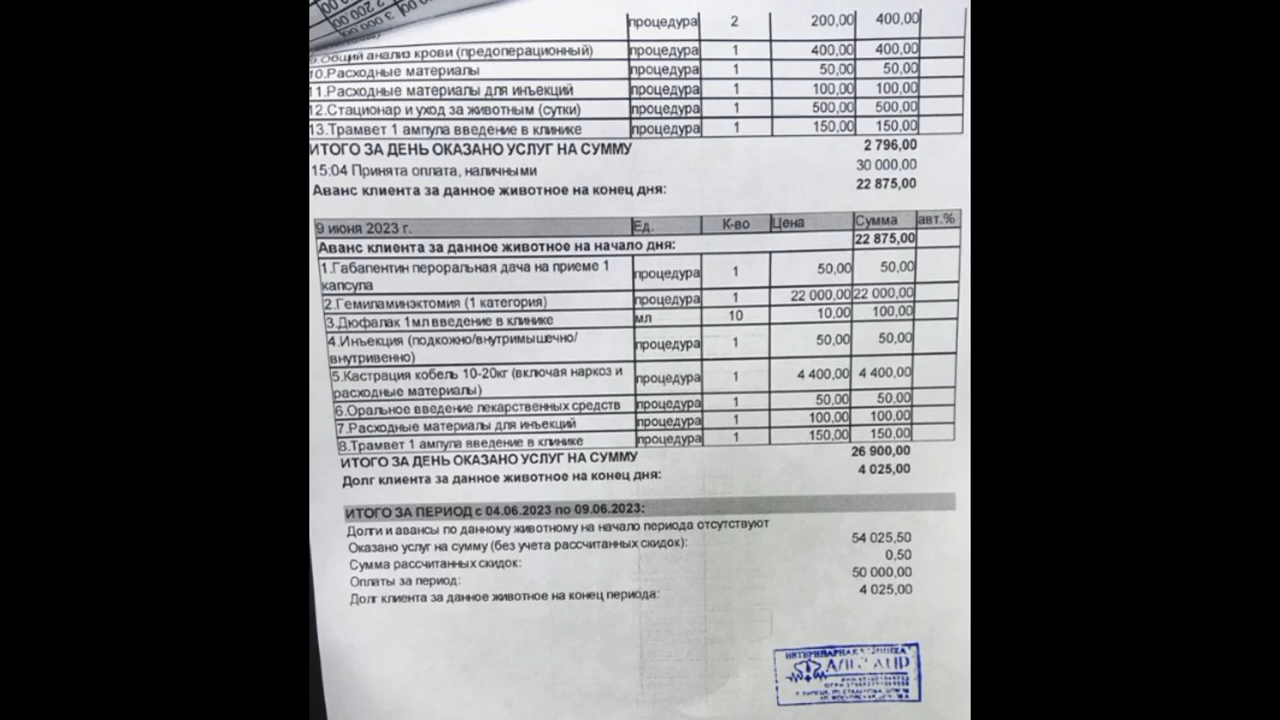 процедура 2 200,00 400,00
9.Общий анализ крови (предоперационный) процедура 1 400,00 400,00
10.Расходные материалы процедура 1 50,00 50,00
11.Расходные материалы для инъекций процедура 1 100,00 100,00
12.Стационар и уход за животным (сутки) процедура 1 500,00 500,00
13.Трамвет 1 ампула введение в клинике процедура 1 150,00 150,00
ИТОГО ЗА ДЕНЬ ОКАЗАНО УСЛУГ НА СУММУ 2 796,00
15:04 Принята оплата, наличными 30 000,00
Аванс клиента за данное животное на конец дня: 22 875,00
9 июня 2023 г. Ед. К-во Цена Сумма авт.%
Аванс клиента за данное животное на начало дня: 22 875,00
1.Габапентин пероральная дача на приеме 1
капсула процедура 1 50,00 50,00
2.Гемиламинэктомия (1 категория) процедура 1 22 000,00 22 000,00
3.Дюфалак 1мл введение в клинике мл 10 10,00 100,00
4.Инъекция (подкожно/внутримышечно/
внутривенно) процедура 1 50,00 50,00
5.Кастрация кобель 10-20кг (включая наркоз и
расходные материалы) процедура 1 4 400,00 4 400,00
6.Оральное введение лекарственных средств процедура 1 50,00 50,00
7.Расходные материалы для инъекций процедура 1 100,00 100,00
8.Трамвет 1 ампула введение в клинике процедура 1 150,00 150,00
ИТОГО ЗА ДЕНЬ ОКАЗАНО УСЛУГ НА СУММУ 26 900,00
Долг клиента за данное животное на конец дня: 4 025,00
ИТОГО ЗА ПЕРИОД с 04.06.2023 по 09.06.2023:
Долги и авансы по данному животному на начало периода отсутствуют
Оказано услуг на сумму (без учета рассчитанных скидок): 54 025,50
Сумма рассчитанных скидок: 0,50
Оплаты за период: 50 000,00
Долг клиента за данное животное на конец периода: 4 025,00
ВЕТЕРИНАРНАЯ